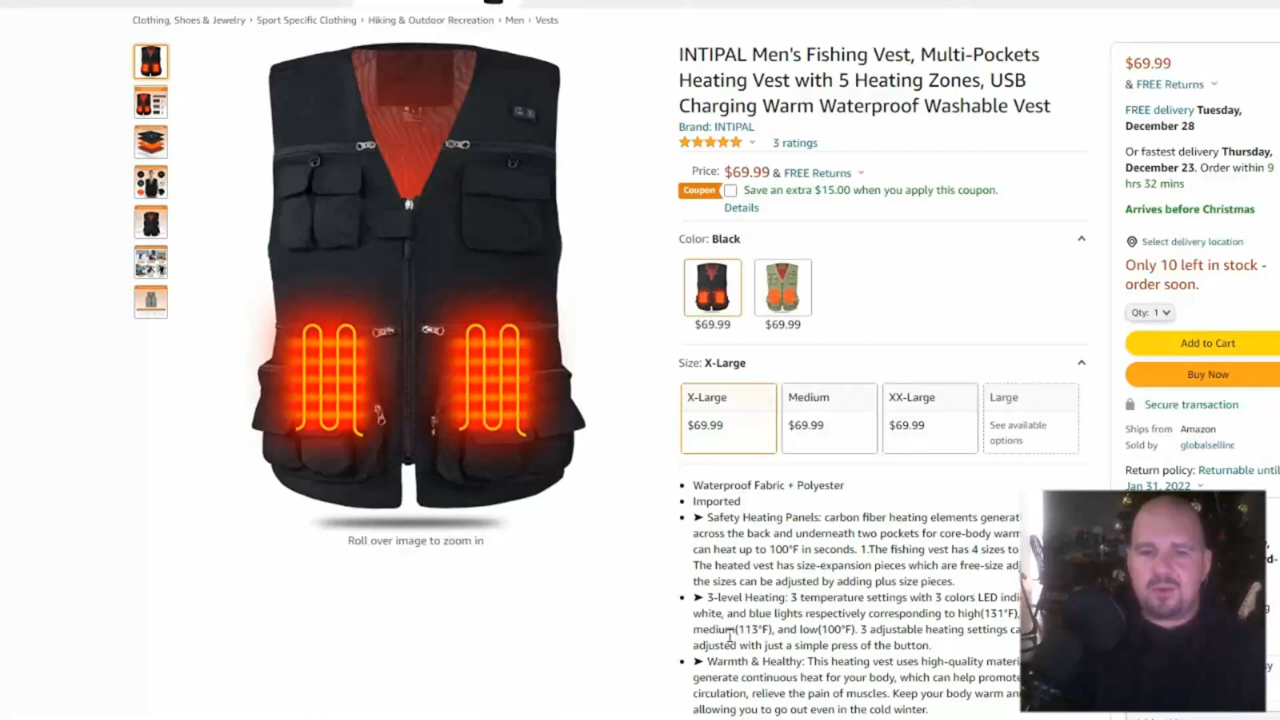 Clothing, Shoes & Jewelry › Sport Specific Clothing › Hiking & Outdoor Recreation › Men › Vests
INTIPAL Men's Fishing Vest, Multi-Pockets
Heating Vest with 5 Heating Zones, USB
Charging Warm Waterproof Washable Vest
Brand: INTIPAL
3 ratings
Price: $69.99 & FREE Returns
Coupon Save an extra $15.00 when you apply this coupon.
Details
Color: Black
$69.99 $69.99
Size: X-Large
X-Large Medium XX-Large Large
$69.99 $69.99 $69.99 See available
options
• Waterproof Fabric + Polyester
• Imported
• ➤ Safety Heating Panels: carbon fiber heating elements generat
across the back and underneath two pockets for core-body warm
can heat up to 100°F in seconds. 1.The fishing vest has 4 sizes to
The heated vest has size-expansion pieces which are free-size ad
the sizes can be adjusted by adding plus size pieces.
• ➤ 3-level Heating: 3 temperature settings with 3 colors LED indi
white, and blue lights respectively corresponding to high(131°F),
medium(113°F), and low(100°F). 3 adjustable heating settings ca
adjusted with just a simple press of the button.
• ➤ Warmth & Healthy: This heating vest uses high-quality materi
generate continuous heat for your body, which can help promote
circulation, relieve the pain of muscles. Keep your body warm an
allowing you to go out even in the cold winter.
Roll over image to zoom in
$69.99
& FREE Returns
FREE delivery Tuesday,
December 28
Or fastest delivery Thursday,
December 23. Order within 9
hrs 32 mins
Arrives before Christmas
Select delivery location
Only 10 left in stock -
order soon.
Qty: 1
Add to Cart
Buy Now
Secure transaction
Ships from Amazon
Sold by globalsellinc
Return policy: Returnable until
Jan 31, 2022